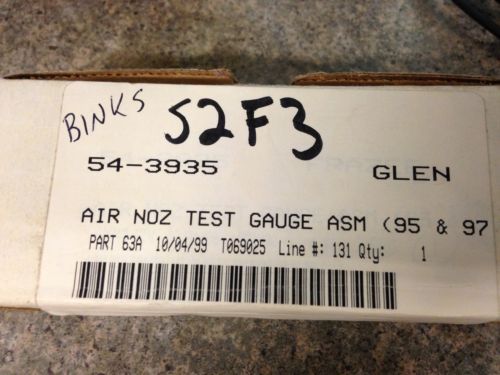 BINKS S2F3
54-3935 GLEN
AIR NOZ TEST GAUGE ASM (95 & 97
PART 63A 10/04/99 T069025 Line #: 131 Qty: 1